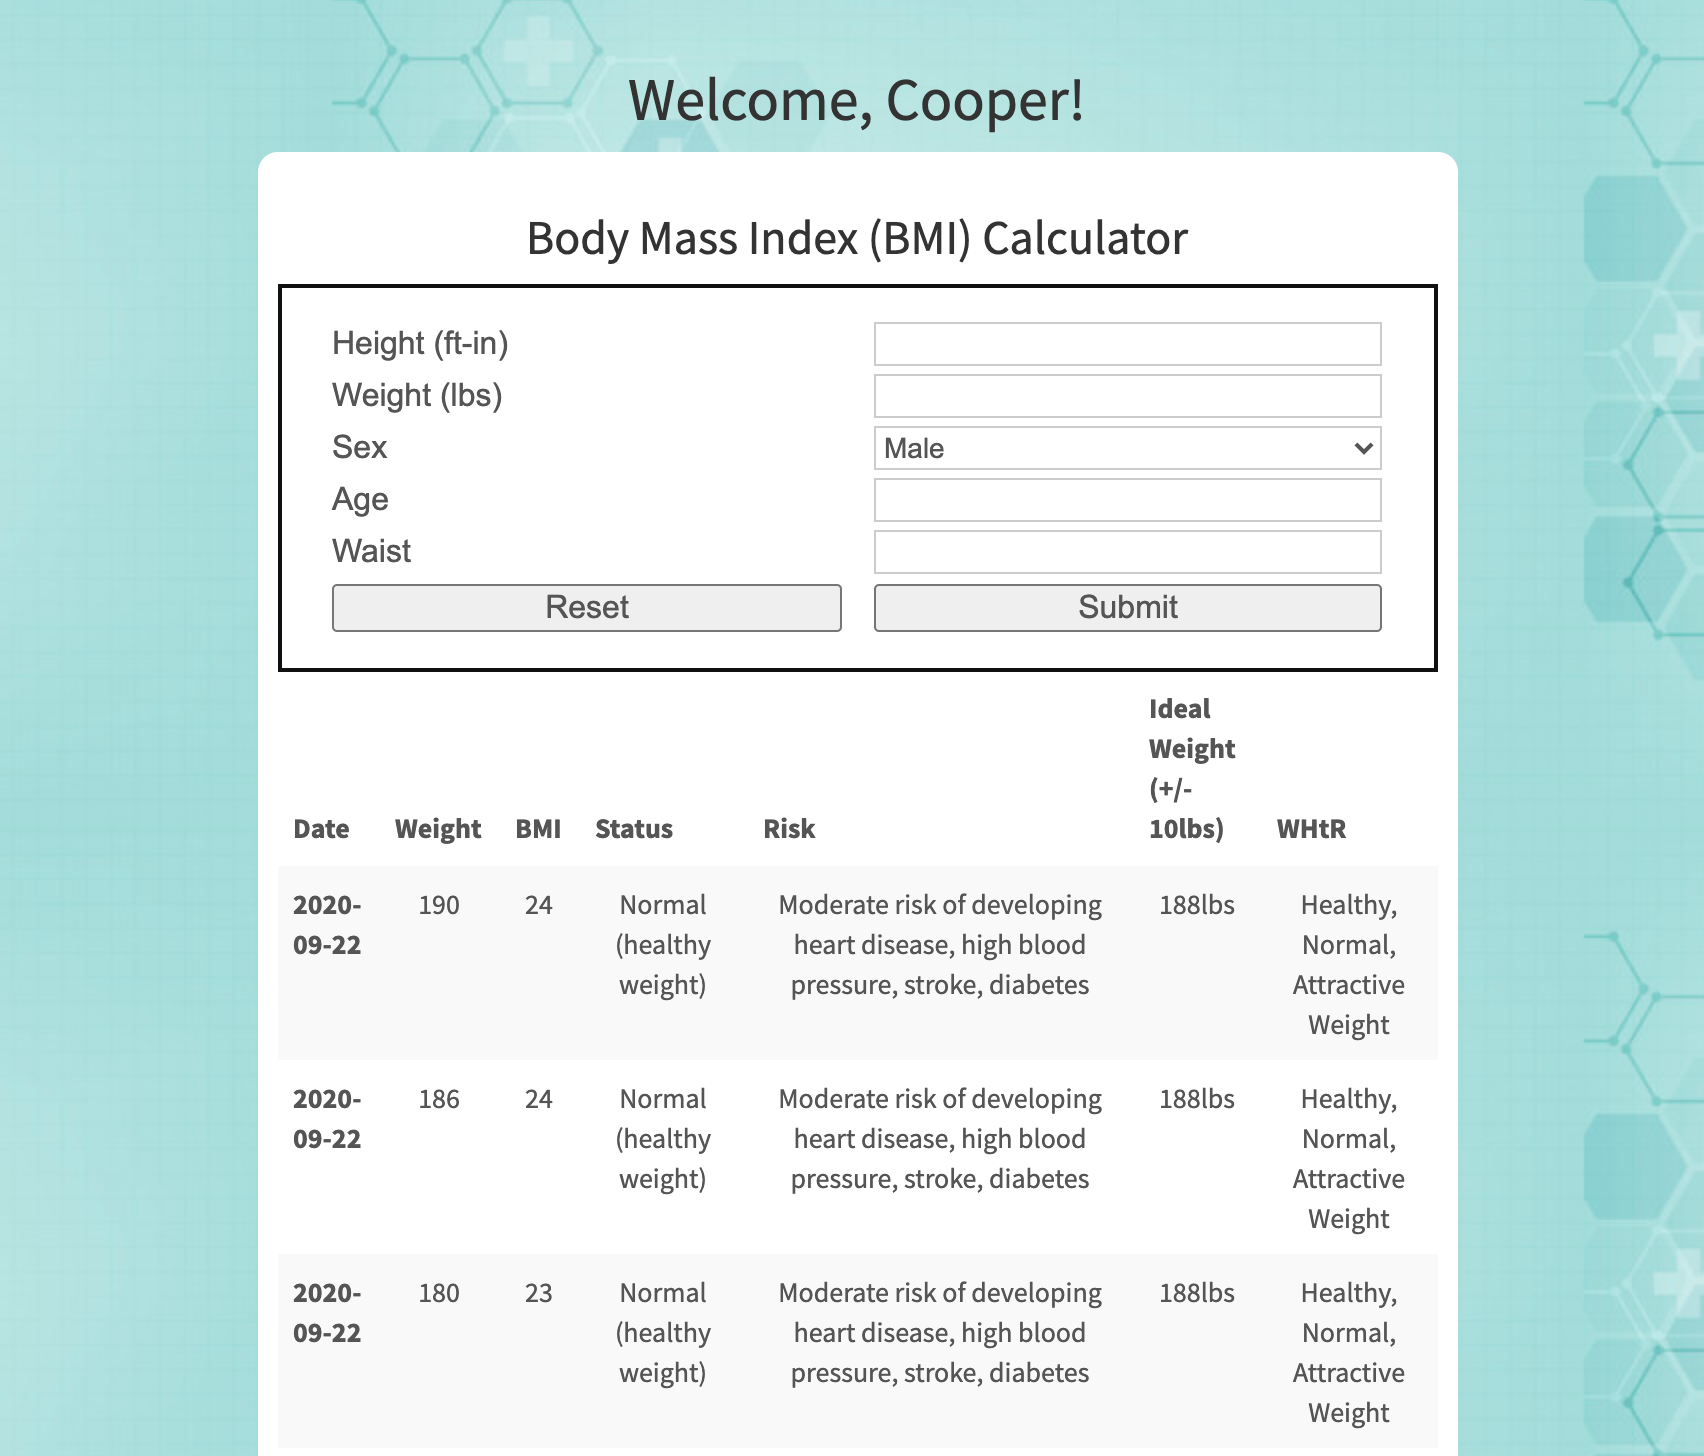 Welcome, Cooper!
Body Mass Index (BMI) Calculator
Height (ft-in)
Weight (lbs)
Sex Male
Age
Waist
Reset Submit
Date Weight BMI Status Risk Ideal Weight (+/- 10lbs) WHtR
2020- 190 24 Normal Moderate risk of developing 188lbs Healthy,
09-22 (healthy heart disease, high blood Normal,
weight) pressure, stroke, diabetes Attractive
Weight
2020- 186 24 Normal Moderate risk of developing 188lbs Healthy,
09-22 (healthy heart disease, high blood Normal,
weight) pressure, stroke, diabetes Attractive
Weight
2020- 180 23 Normal Moderate risk of developing 188lbs Healthy,
09-22 (healthy heart disease, high blood Normal,
weight) pressure, stroke, diabetes Attractive
Weight